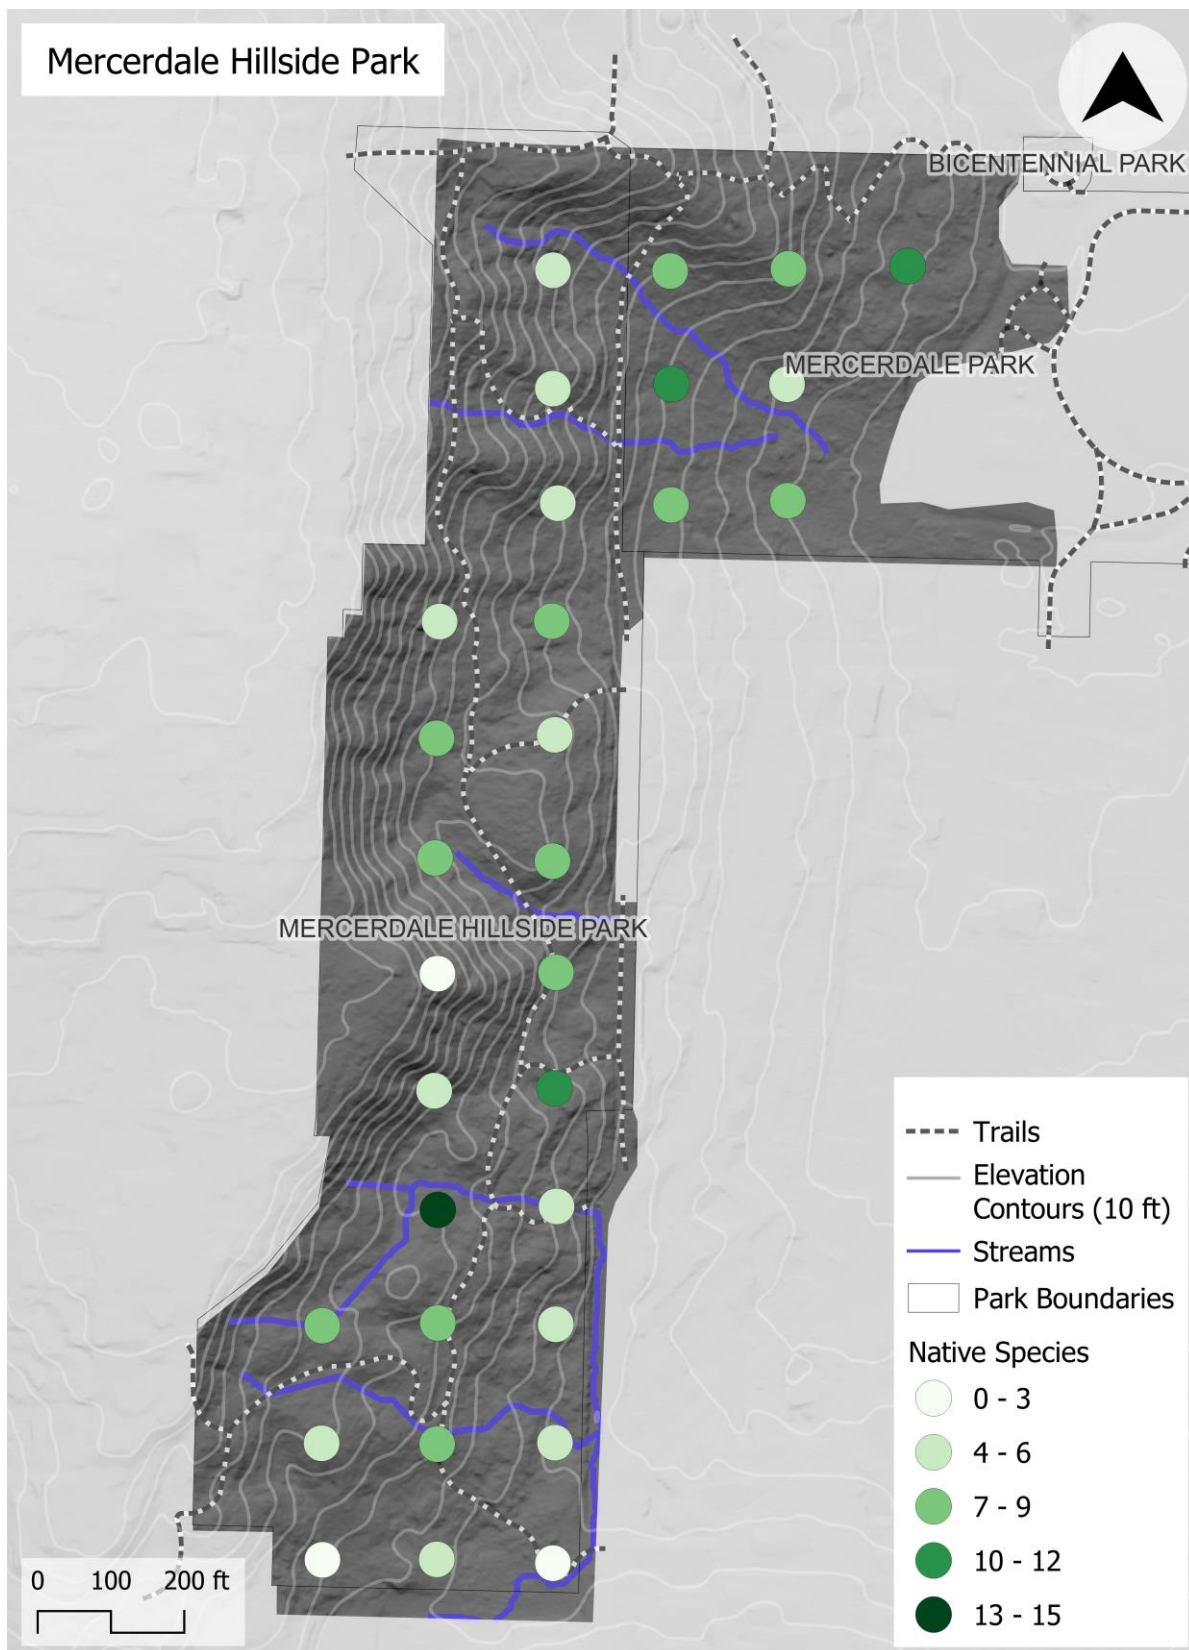 Mercerdale Hillside Park
BICENTENNIAL PARK
MERCERDALE PARK
MERCERDALE HILLSIDE PARK
Trails
Elevation
Contours (10 ft)
Streams
Park Boundaries
Native Species
0 - 3
4 - 6
7 - 9
10 - 12
13 - 15
0 100 200 ft